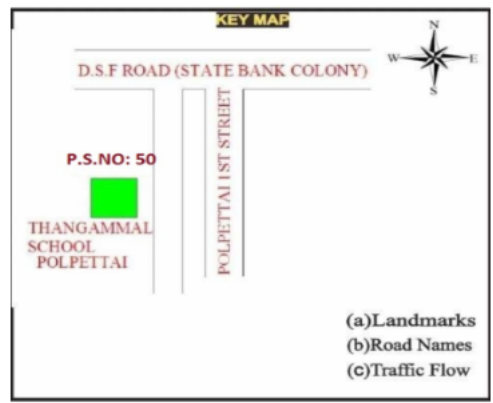 KEY MAP
N
D.S.F ROAD (STATE BANK COLONY)
W
E
S
POLPETTAI 1ST STREET
P.S.NO: 50
THANGAMMAL
SCHOOL
POLPETTAI
(a)Landmarks
(b)Road Names
(c)Traffic Flow